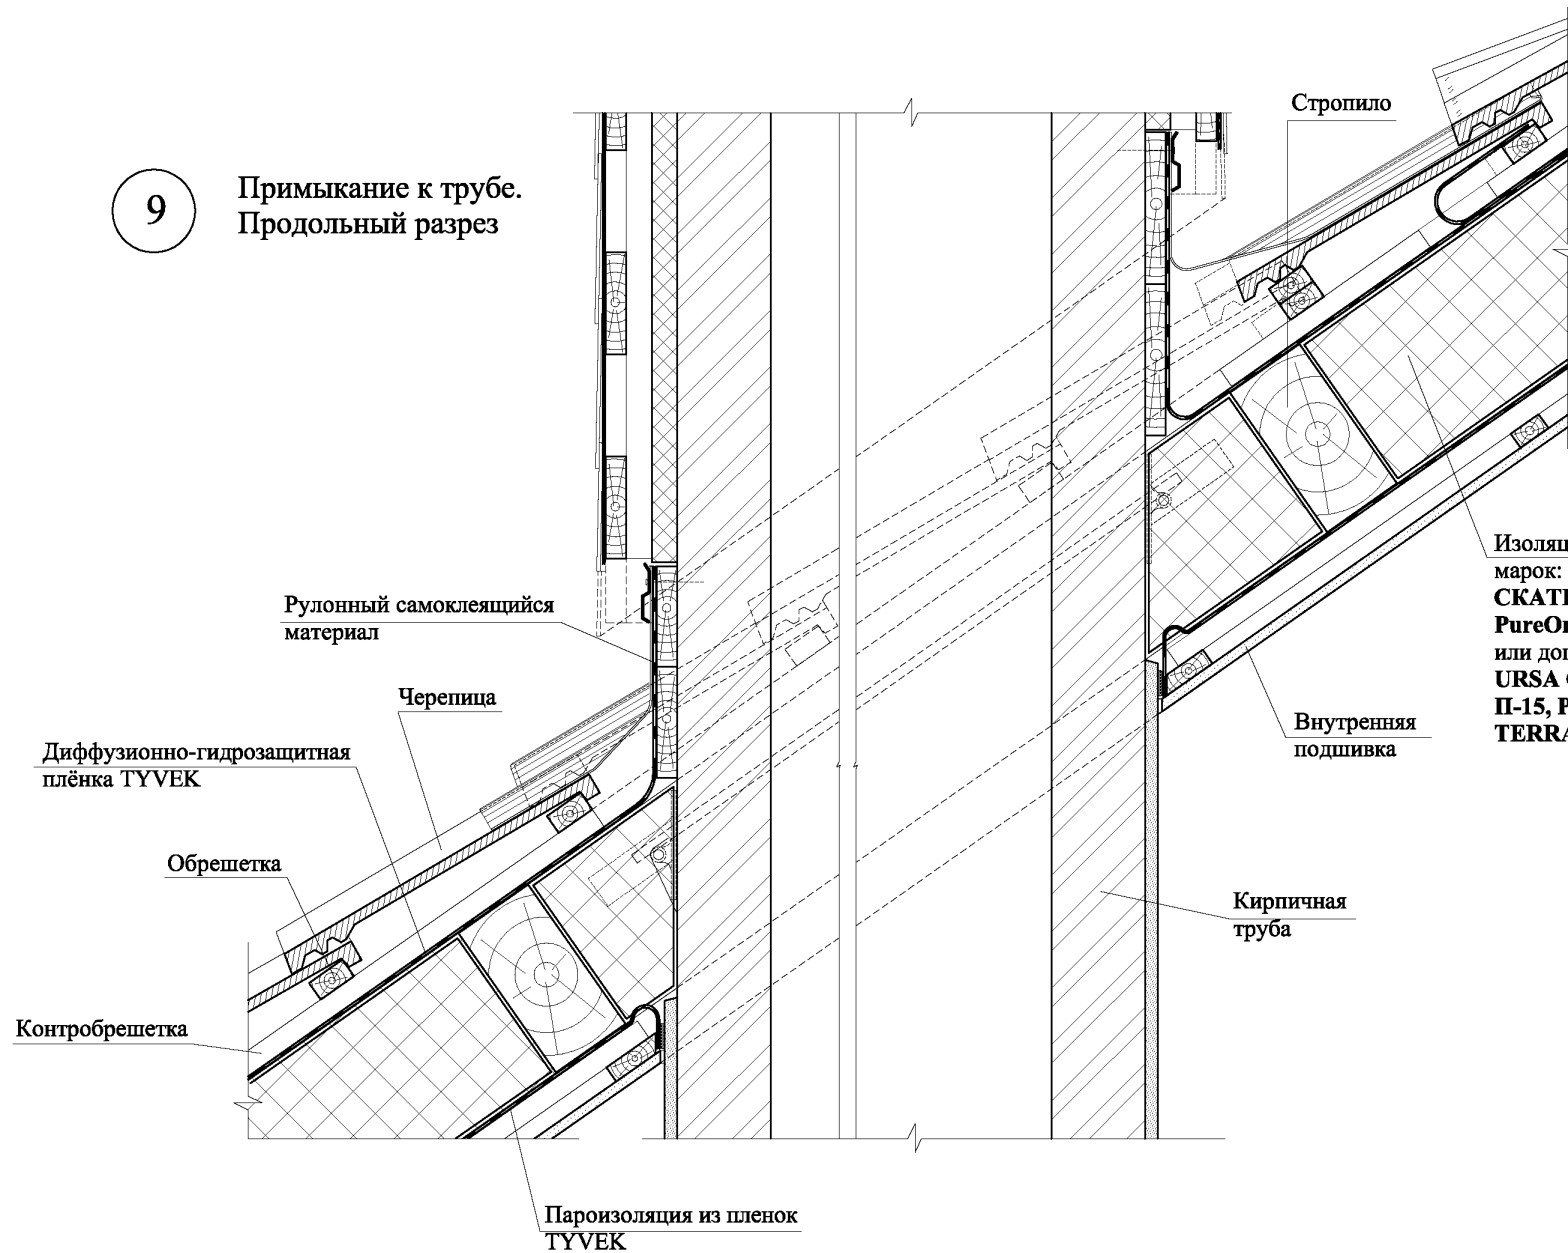 9
Примыкание к трубе.
Продольный разрез
Стропило
Рулонный самоклеящийся
материал
Черепица
Диффузионно-гидрозащитная
плёнка TYVEK
Обрешетка
Контробрешетка
Пароизоляция из пленок
TYVEK
марок:
или
URSA
П-15,
Внутренняя
подшивка
Кирпичная
труба